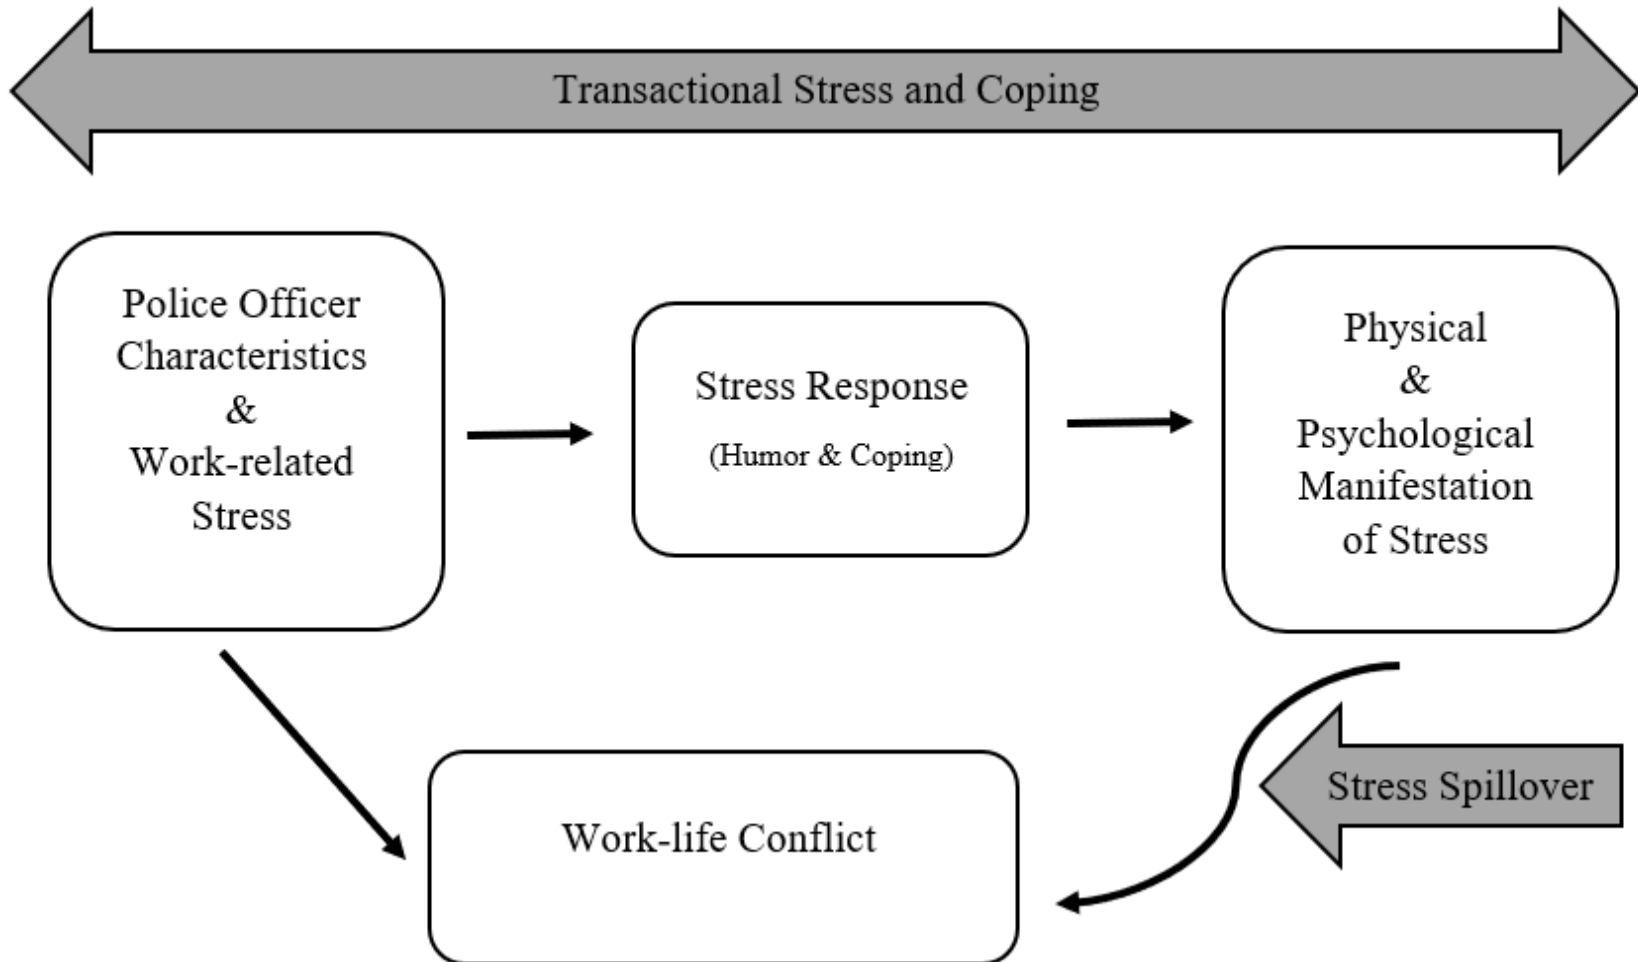 Transactional Stress and Coping
Police Officer
Characteristics
&
Work-related
Stress
Stress Response
(Humor & Coping)
Physical
&
Psychological
Manifestation
of Stress
Work-life Conflict
Stress Spillover